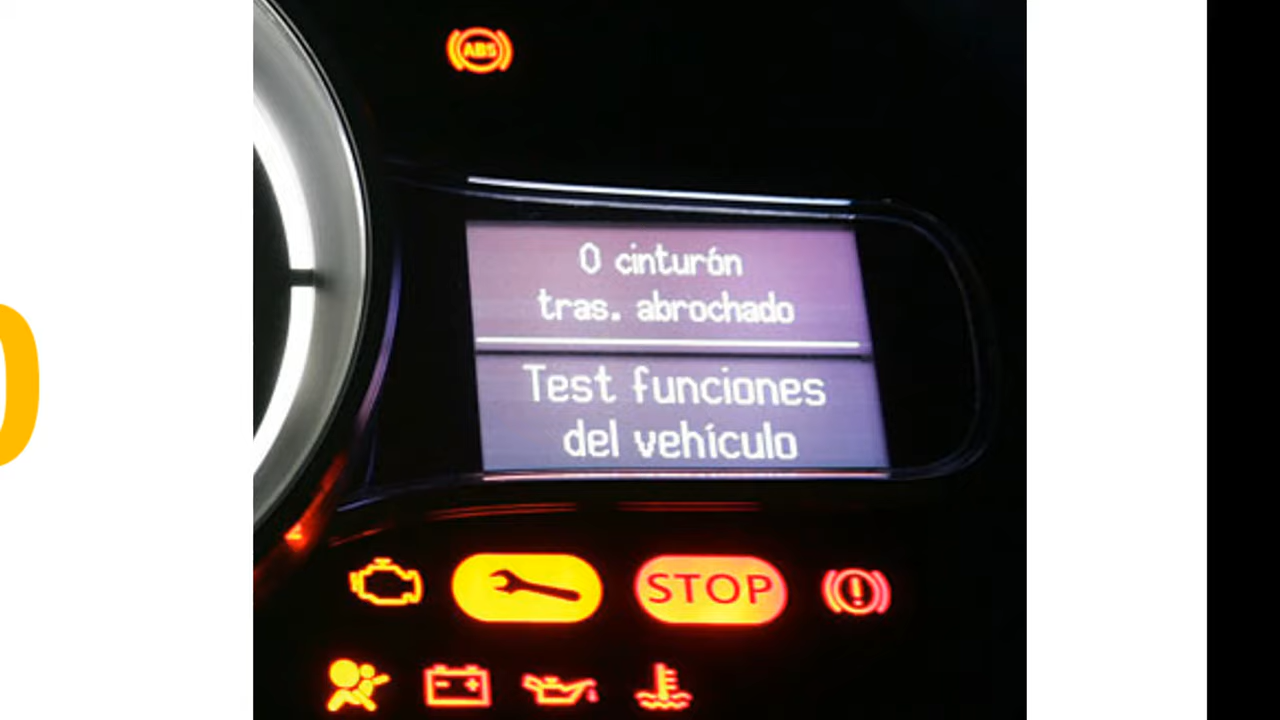 ABS
0 cinturón
tras. abrochado
Test funciones
del vehículo
STOP